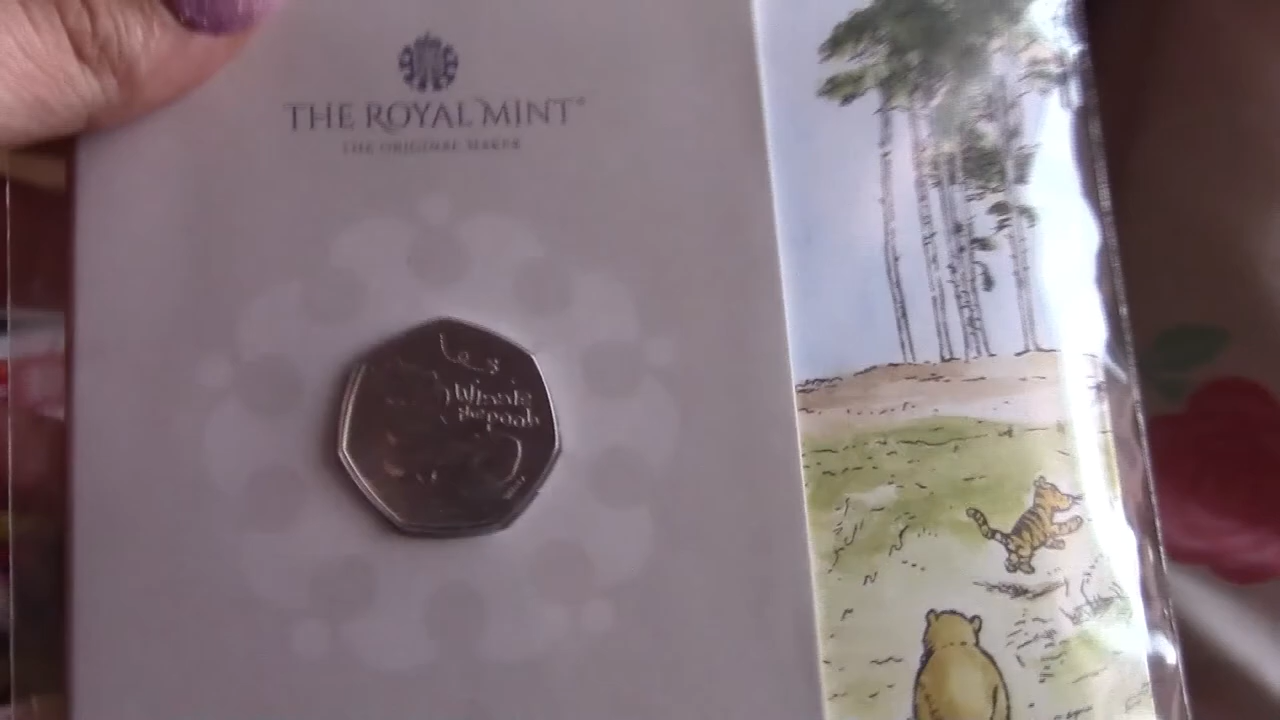 THE ROYAL MINT®
THE ORIGINAL MAKER
Winnie
the pooh